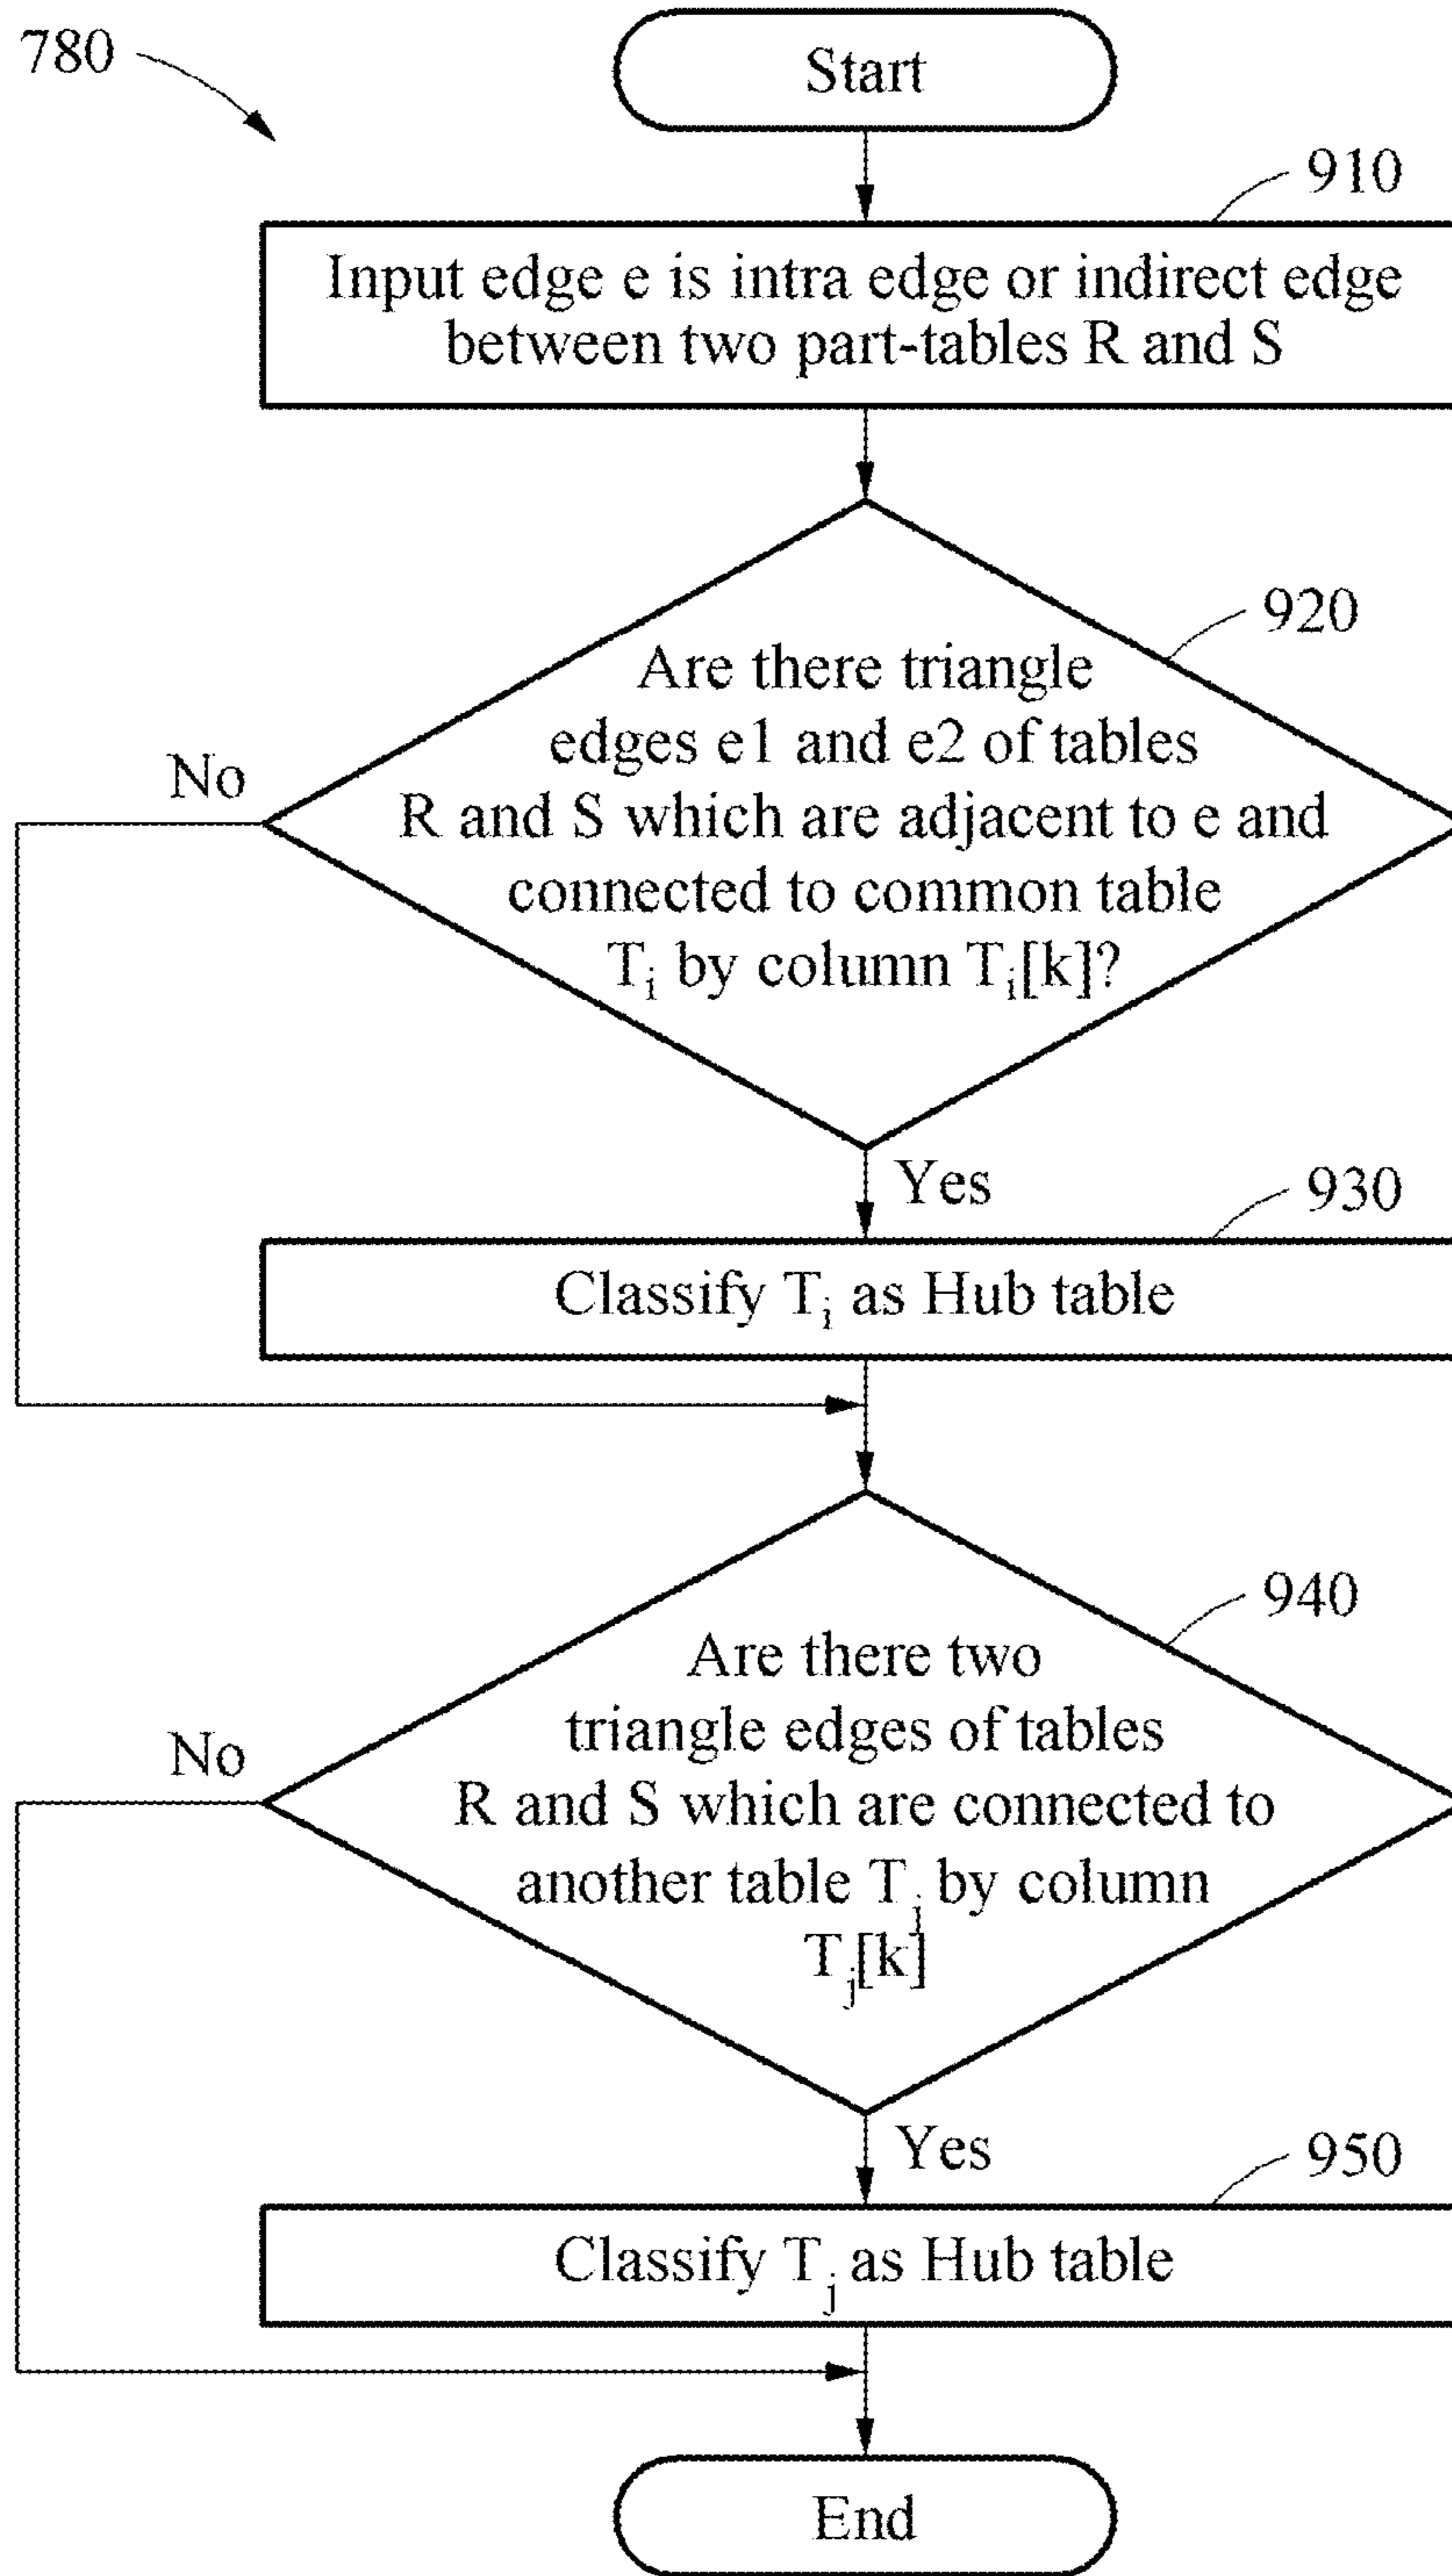 780
Start
910
Input edge e is intra edge or indirect edge
between two part-tables R and S
920
Are there triangle
edges e1 and e2 of tables
R and S which are adjacent to e and
connected to common table
Tᵢ by column Tᵢ[k]?
No
Yes
930
Classify Tᵢ as Hub table
940
Are there two
triangle edges of tables
R and S which are connected to
another table Tⱼ by column
Tⱼ[k]
No
Yes
950
Classify Tⱼ as Hub table
End